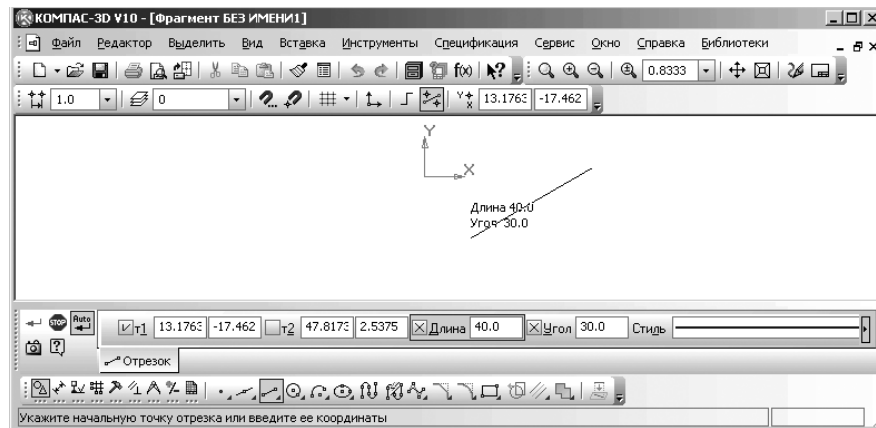 КОМПАС-3D V10 - [Фрагмент БЕЗ ИМЕНИ1]
Файл Редактор Выделить Вид Вставка Инструменты Спецификация Сервис Окно Справка Библиотеки
f(x) 0.8333
1.0 0 13.1763 -17.462
Y
X
Длина 40.0
Угол 30.0
STOP Auto т1 13.1763 -17.462 т2 47.8173 2.5375 Длина 40.0 Угол 30.0 Стиль
Отрезок
Укажите начальную точку отрезка или введите ее координаты